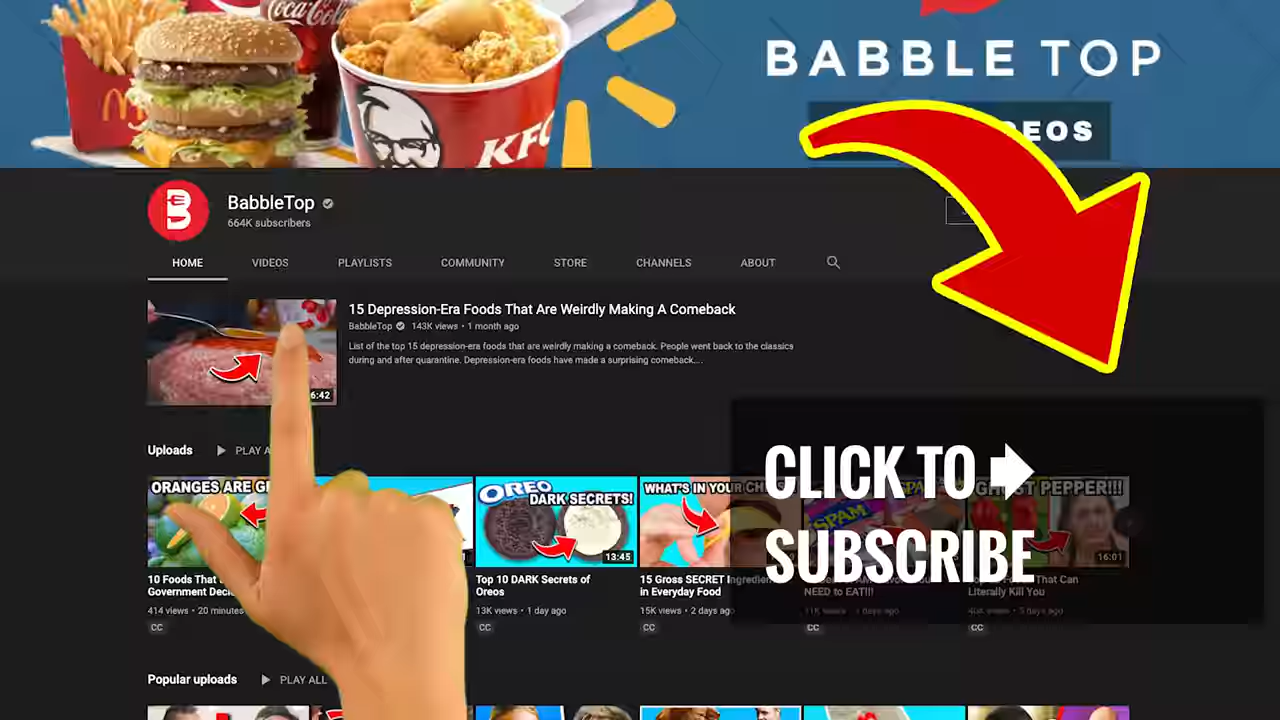 Coca-Cola
BABBLE TOP
KFC
BabbleTop
664K subscribers
HOME VIDEOS PLAYLISTS COMMUNITY STORE CHANNELS ABOUT
15 Depression-Era Foods That Are Weirdly Making A Comeback
BabbleTop 143K views • 1 month ago
List of the top 15 depression-era foods that are weirdly making a comeback. People went back to the classics
during and after quarantine. Depression-era foods have made a surprising comeback....
6:42
CLICK TO
SUBSCRIBE
Uploads PLAY
ORANGES ARE
OREO
DARK SECRETS!
13:45
WHAT'S IN YOUR
SPAM
GHOST PEPPER!!!
16:01
10 Foods That
Government
414 views • 20 minutes
CC
Top 10 DARK Secrets of
Oreos
13K views • 1 day ago
CC
15 Gross SECRET Ingredien
in Everyday Food
15K views • 2 days ago
CC
NEED to EAT!!!
CC
That Can
Literally Kill You
CC
Popular uploads PLAY ALL